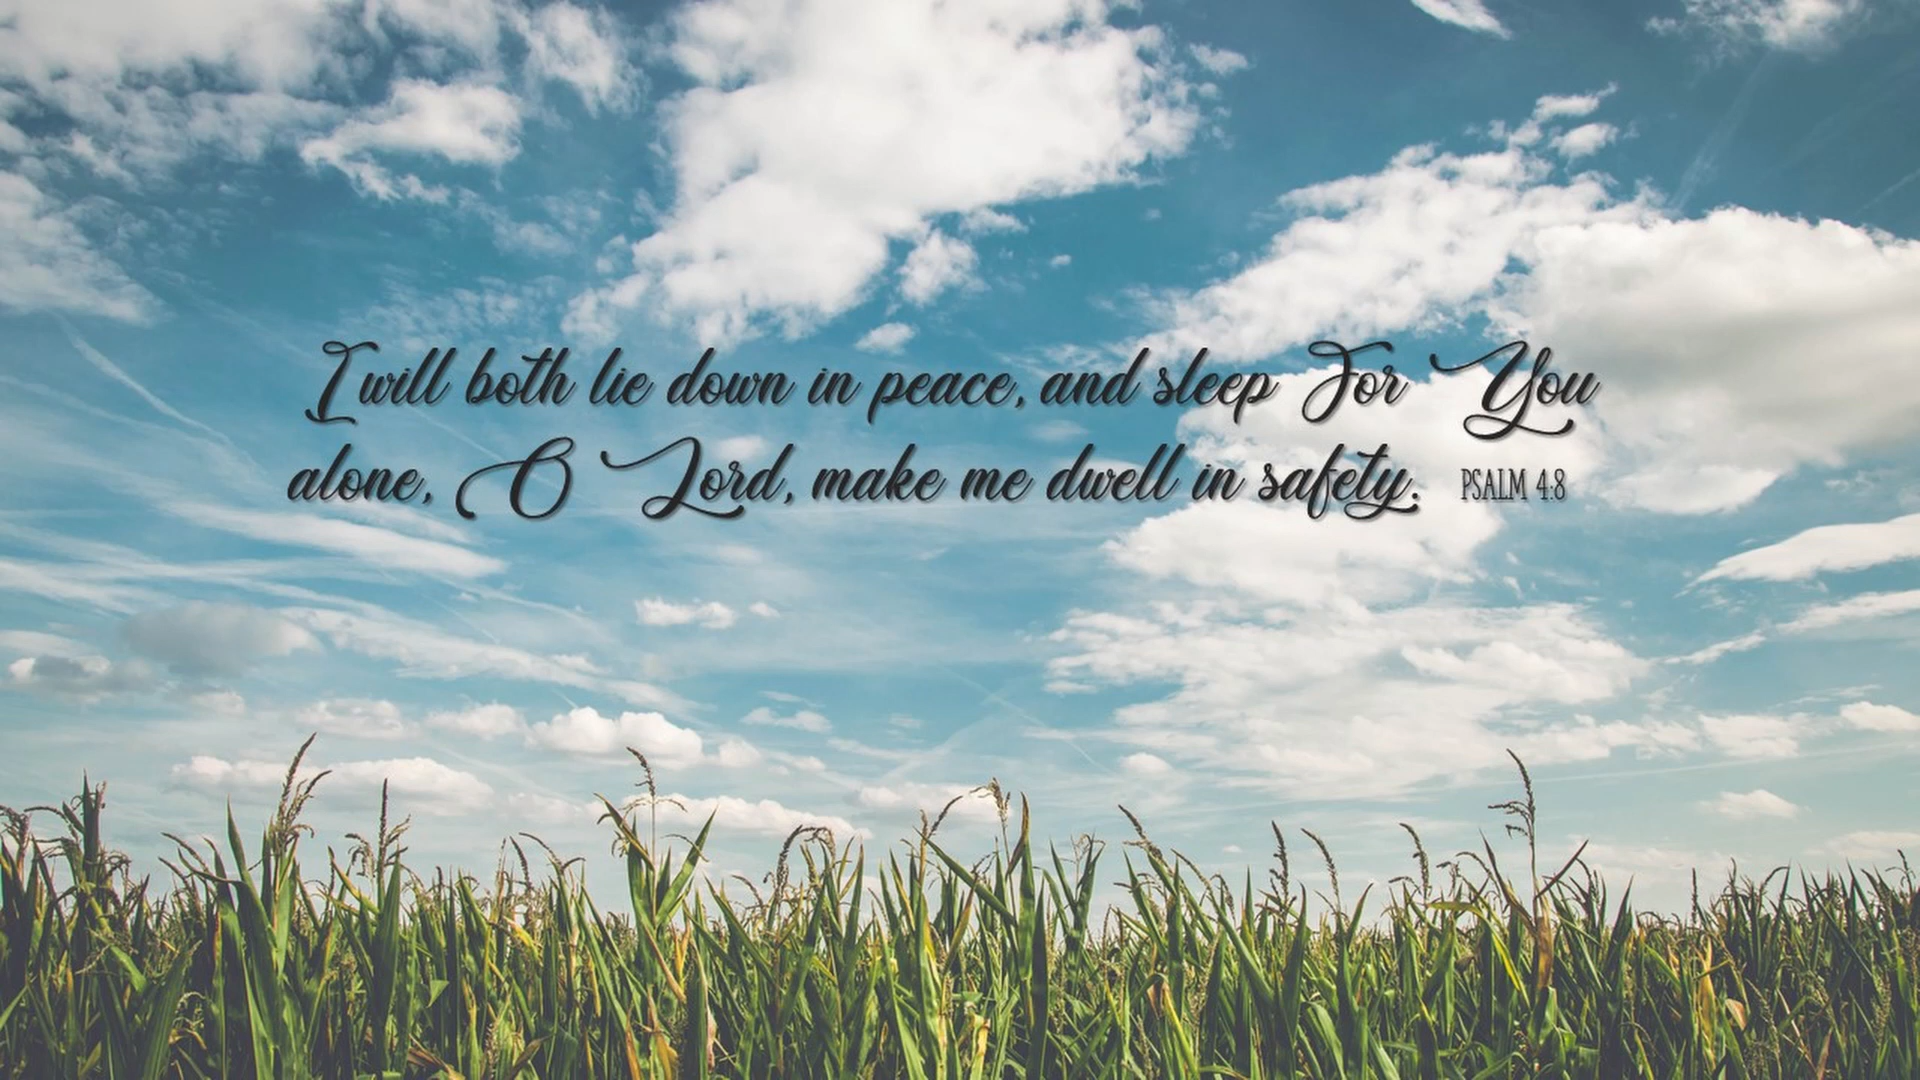 I will both lie down in peace, and sleep For You
alone, O Lord, make me dwell in safety. PSALM 4:8